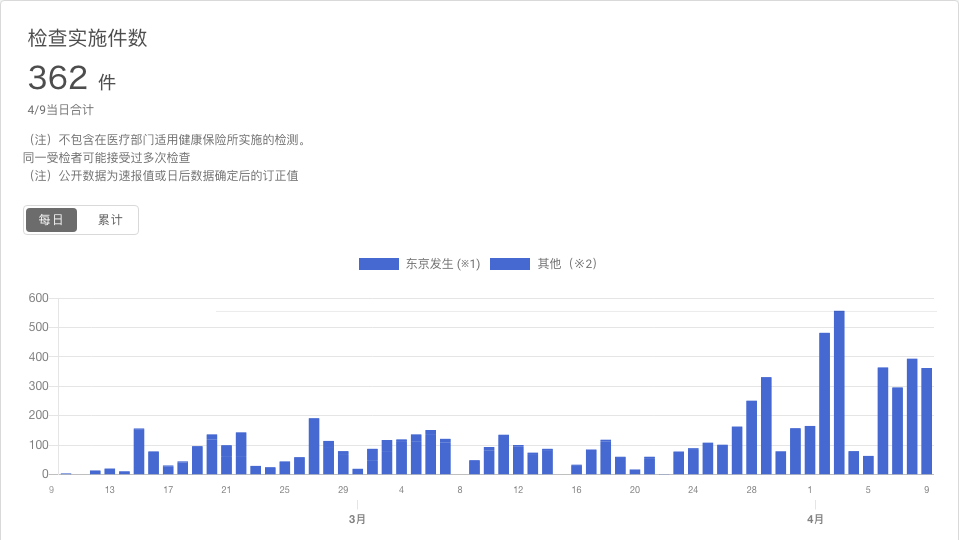 检查实施件数
362 件
4/9当日合计
（注）不包含在医疗部门适用健康保险所实施的检测。
同一受检者可能接受过多次检查
（注）公开数据为速报值或日后数据确定后的订正值
每日 累计
东京发生 (※1) 其他（※2）
600
500
400
300
200
100
0
9 13 17 21 25 29 4 8 12 16 20 24 28 1 5 9
3月 4月